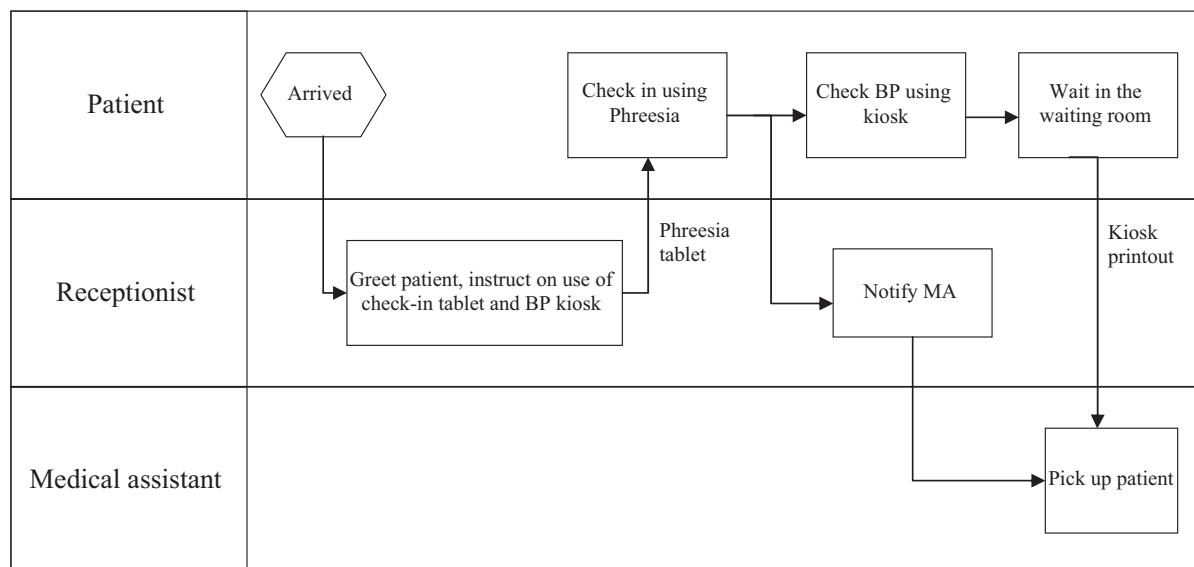 Patient
Arrived
Check in using
Phreesia
Check BP using
kiosk
Wait in the
waiting room
Receptionist
Greet patient, instruct on use of
check-in tablet and BP kiosk
Phreesia
tablet
Notify MA
Kiosk
printout
Medical assistant
Pick up patient